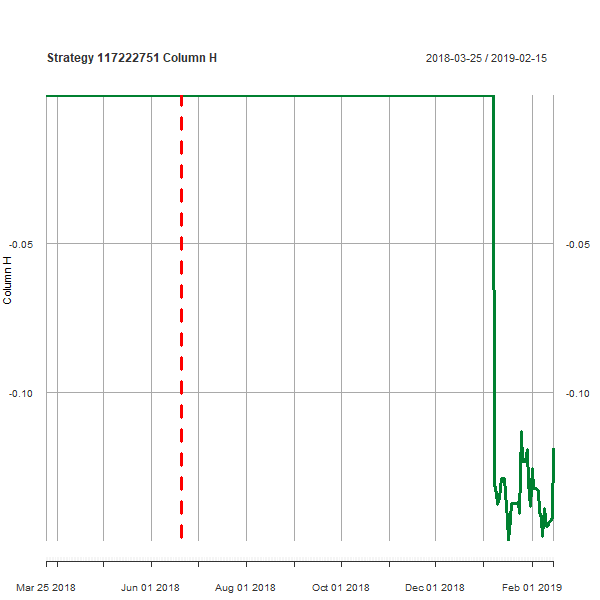 Strategy 117222751 Column H
2018-03-25 / 2019-02-15
-0.05
-0.05
Column H
-0.10
-0.10
Mar 25 2018
Jun 01 2018
Aug 01 2018
Oct 01 2018
Dec 01 2018
Feb 01 2019